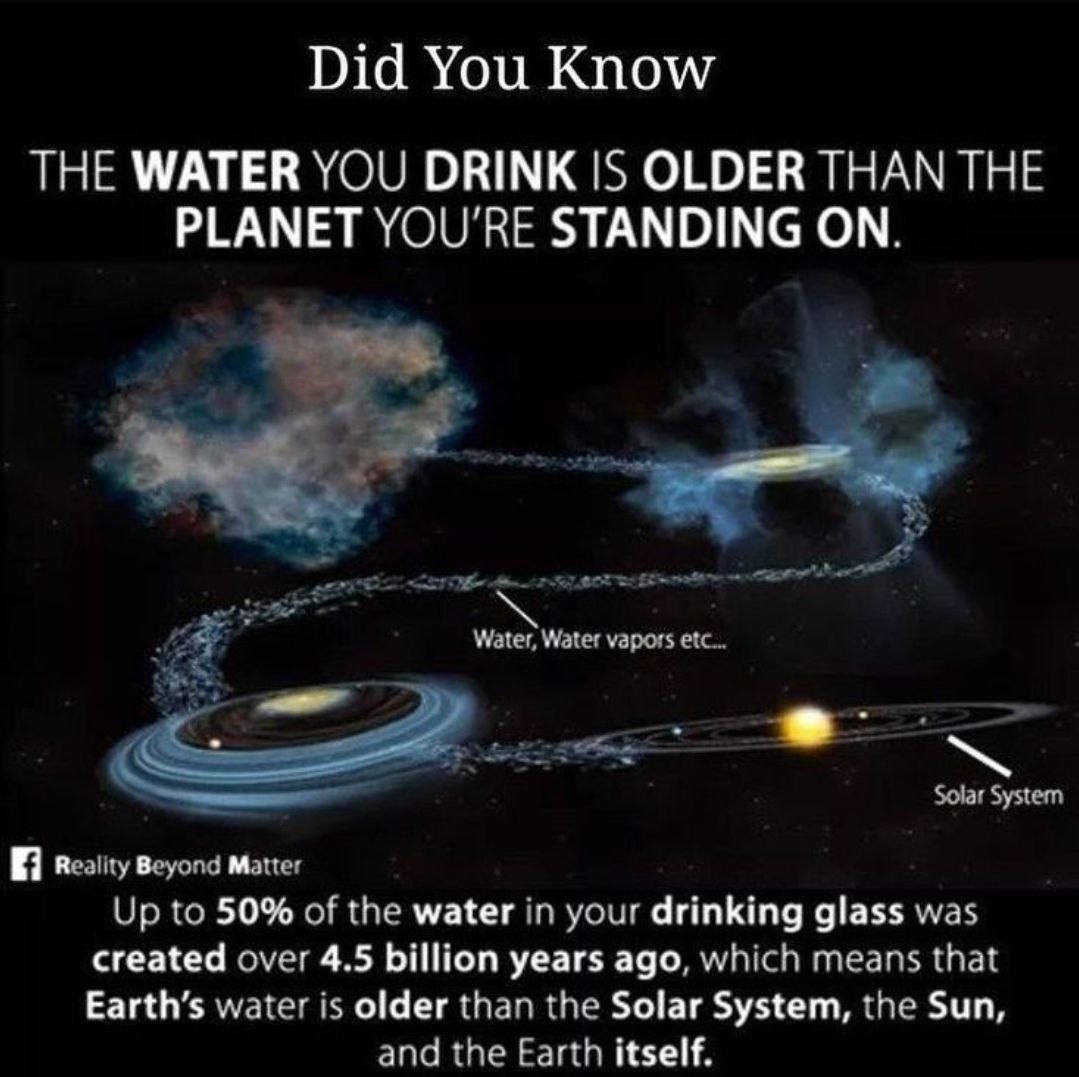 Did You Know
THE WATER YOU DRINK IS OLDER THAN THE
PLANET YOU'RE STANDING ON.
Water, Water vapors etc...
Solar System
f Reality Beyond Matter
Up to 50% of the water in your drinking glass was
created over 4.5 billion years ago, which means that
Earth's water is older than the Solar System, the Sun,
and the Earth itself.